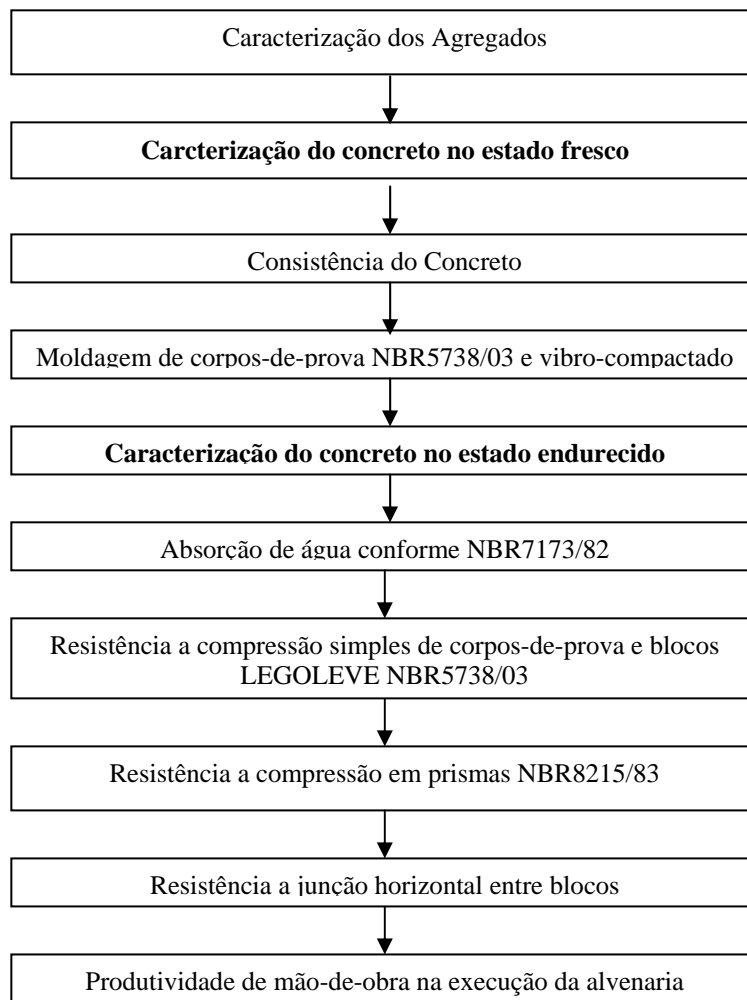 Caracterização dos Agregados
Carcterização do concreto no estado fresco
Consistência do Concreto
Moldagem de corpos-de-prova NBR5738/03 e vibro-compactado
Caracterização do concreto no estado endurecido
Absorção de água conforme NBR7173/82
Resistência a compressão simples de corpos-de-prova e blocos
LEGOLEVE NBR5738/03
Resistência a compressão em prismas NBR8215/83
Resistência a junção horizontal entre blocos
Produtividade de mão-de-obra na execução da alvenaria